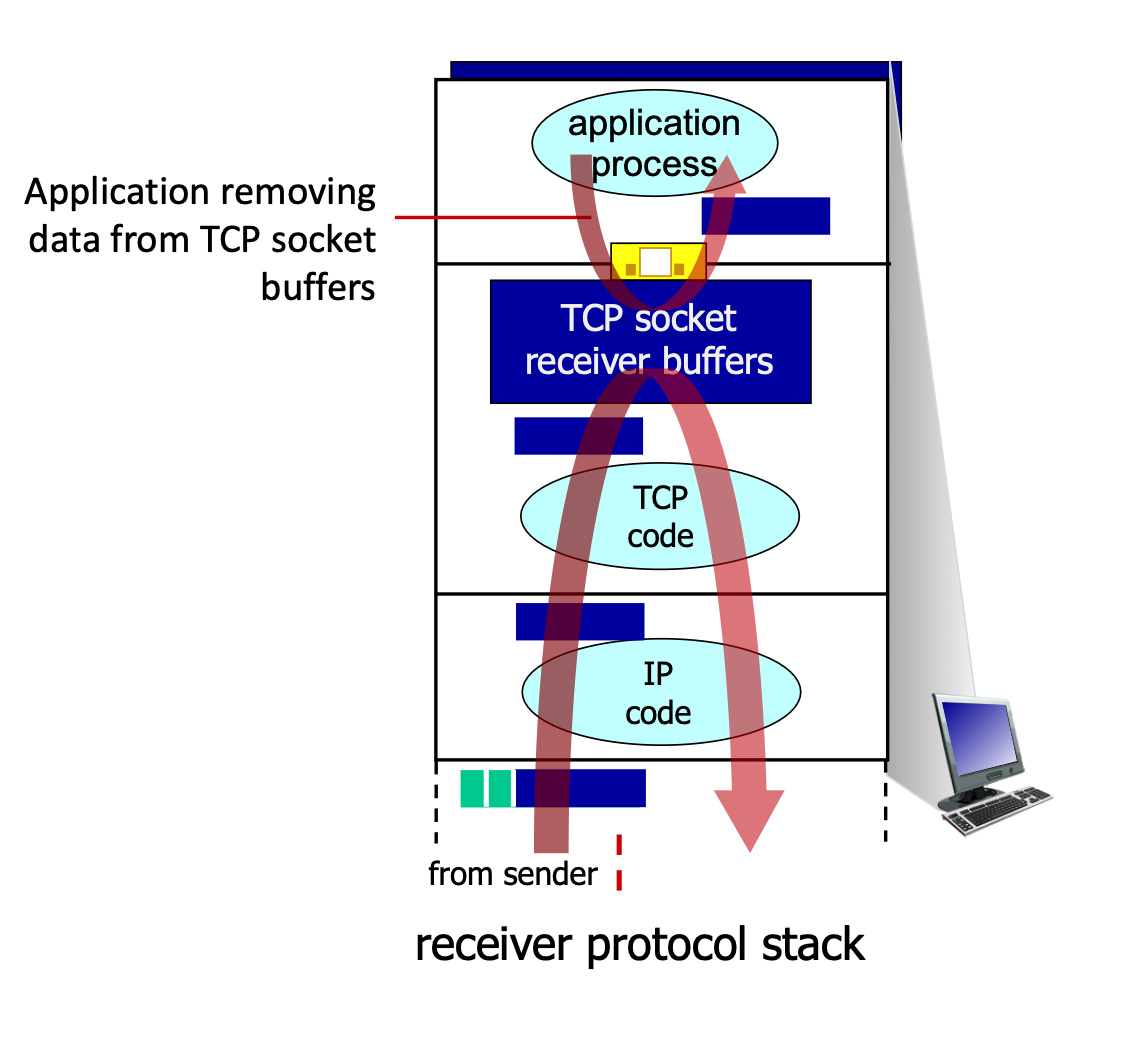 application
process
Application removing
data from TCP socket
buffers
TCP socket
receiver buffers
TCP
code
IP
code
from sender
receiver protocol stack